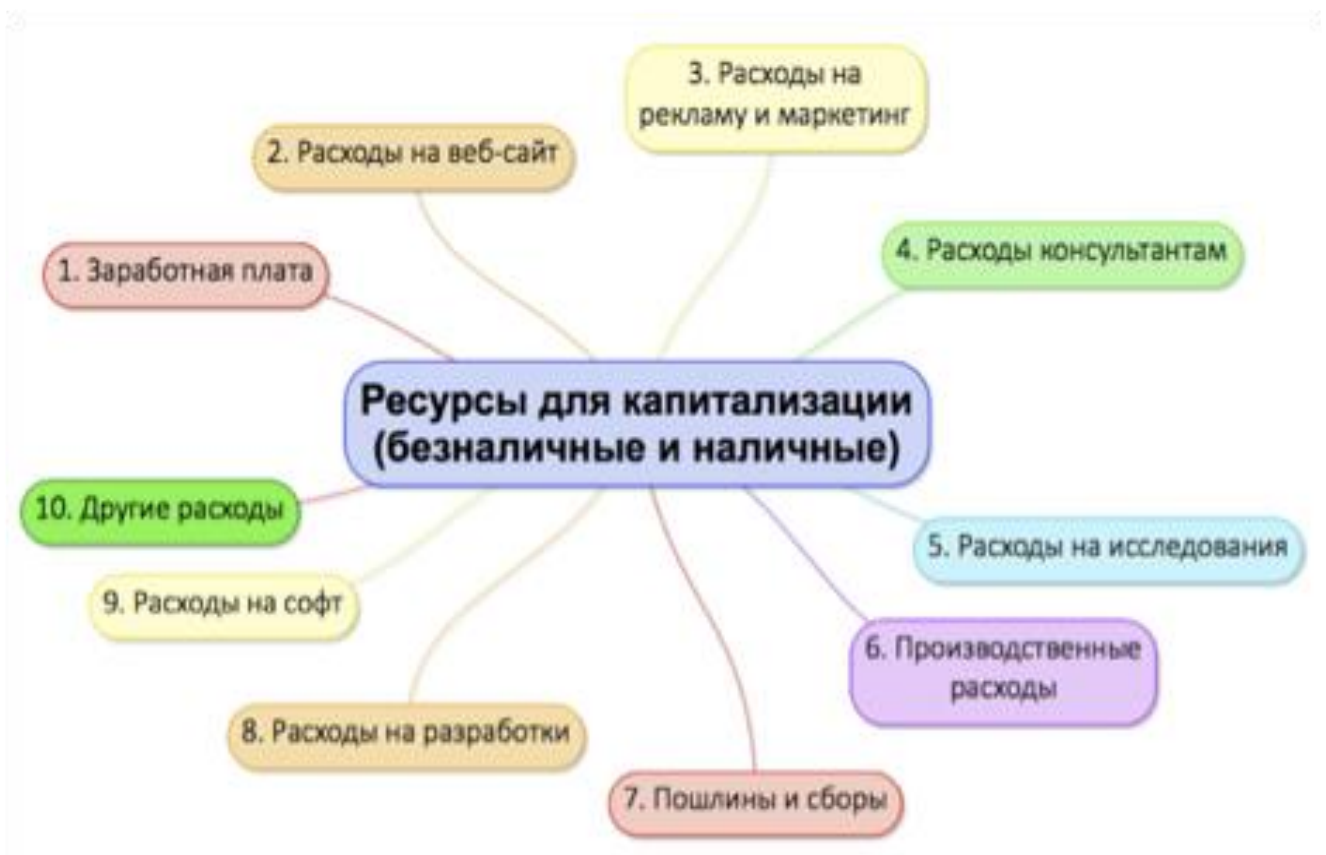 3. Расходы на
рекламу и маркетинг
2. Расходы на веб-сайт
4. Расходы консультантам
1. Заработная плата
Ресурсы для капитализации
(безналичные и наличные)
10. Другие расходы
5. Расходы на исследования
9. Расходы на софт
6. Производственные
расходы
8. Расходы на разработки
7. Пошлины и сборы